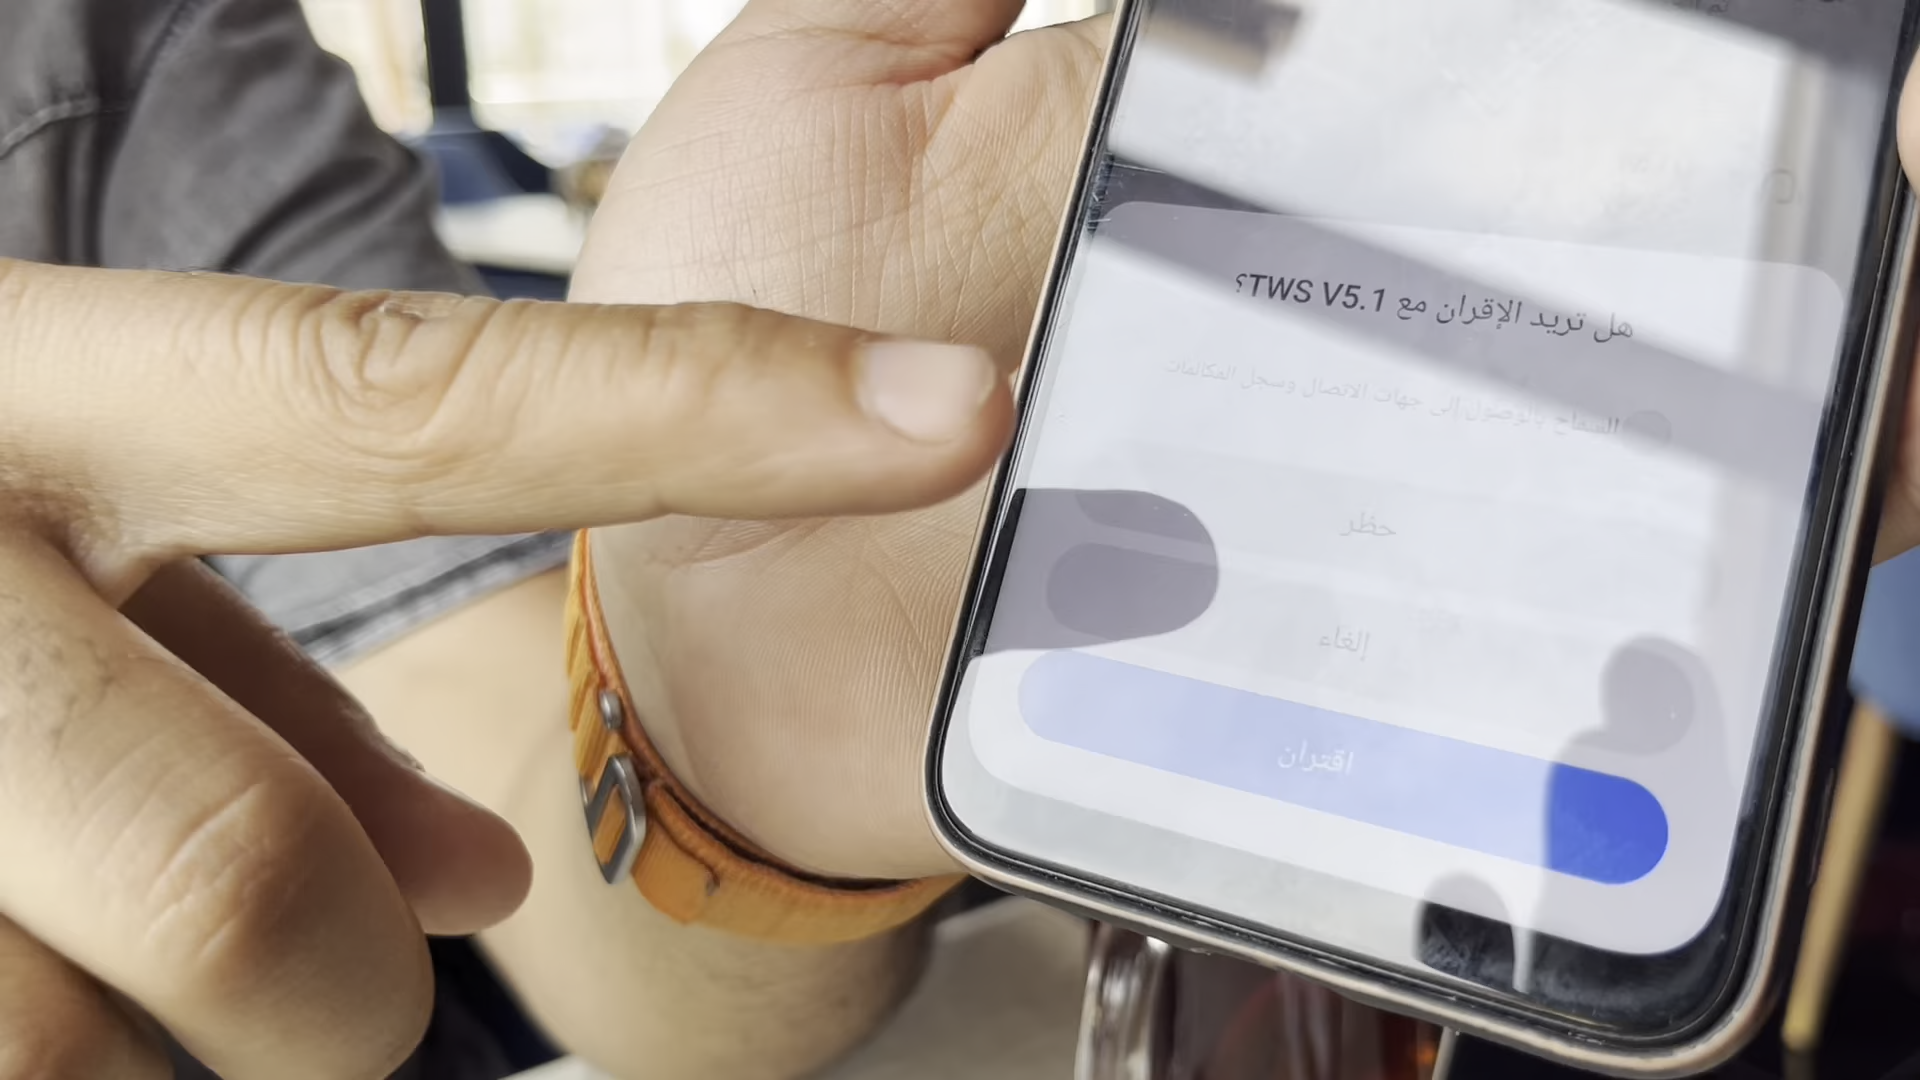 هل تريد الإقران مع TWS V5.1؟
السماح بالوصول إلى جهات الاتصال وسجل المكالمات
حظر
إلغاء
اقتران